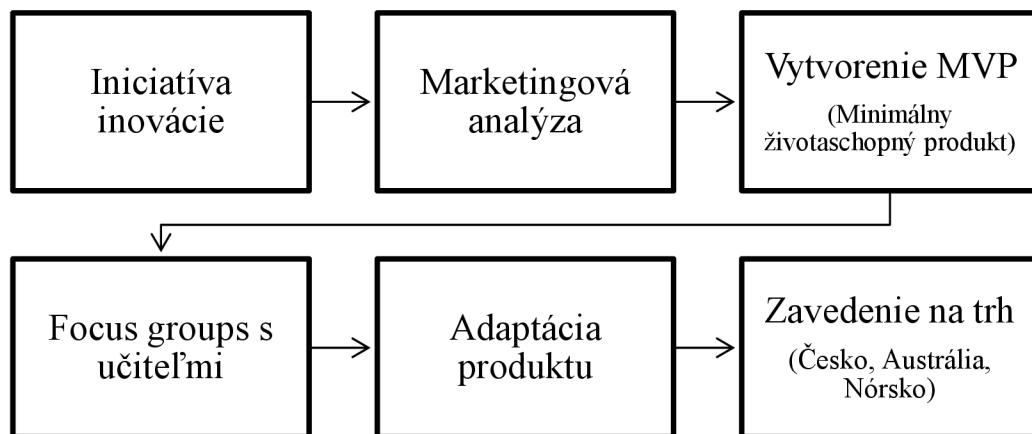 Iniciatíva
inovácie
Marketingová
analýza
Vytvorenie MVP
(Minimálny
životaschopný produkt)
Focus groups s
učiteľmi
Adaptácia
produktu
Zavedenie na trh
(Česko, Austrália,
Nórsko)